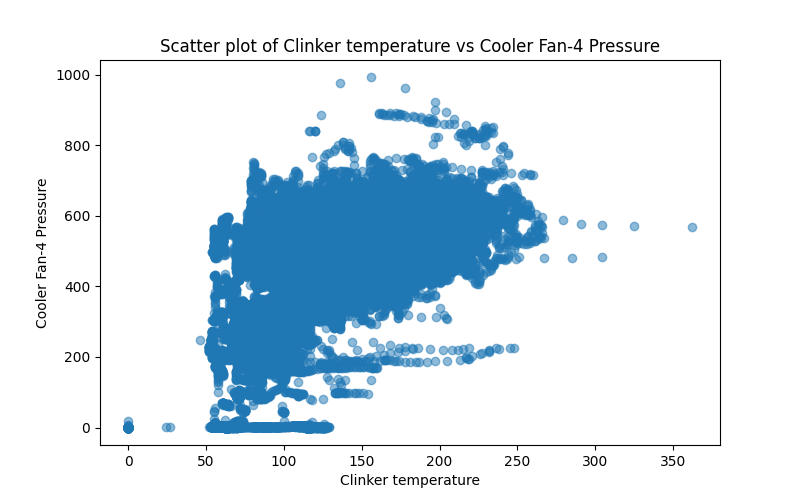 Scatter plot of Clinker temperature vs Cooler Fan-4 Pressure
1000
800
600
400
200
0
Cooler Fan-4 Pressure
0 50 100 150 200 250 300 350
Clinker temperature